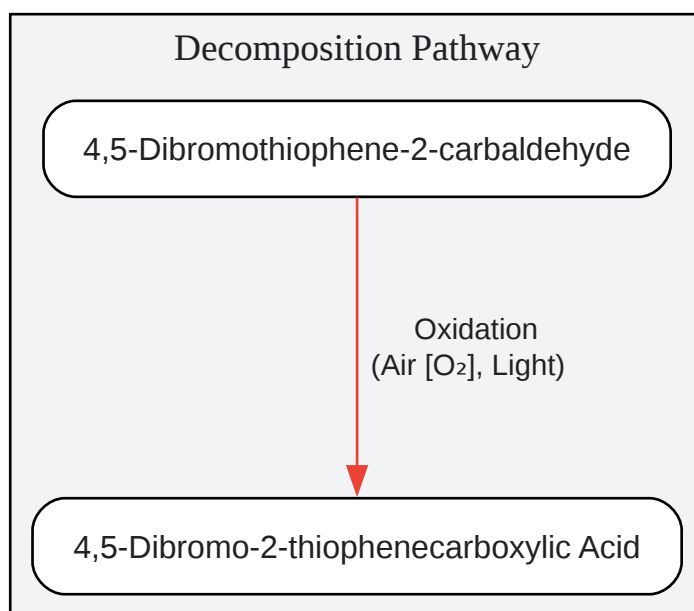 Decomposition Pathway
4,5-Dibromothiophene-2-carbaldehyde
Oxidation
(Air [O₂], Light)
4,5-Dibromo-2-thiophenecarboxylic Acid